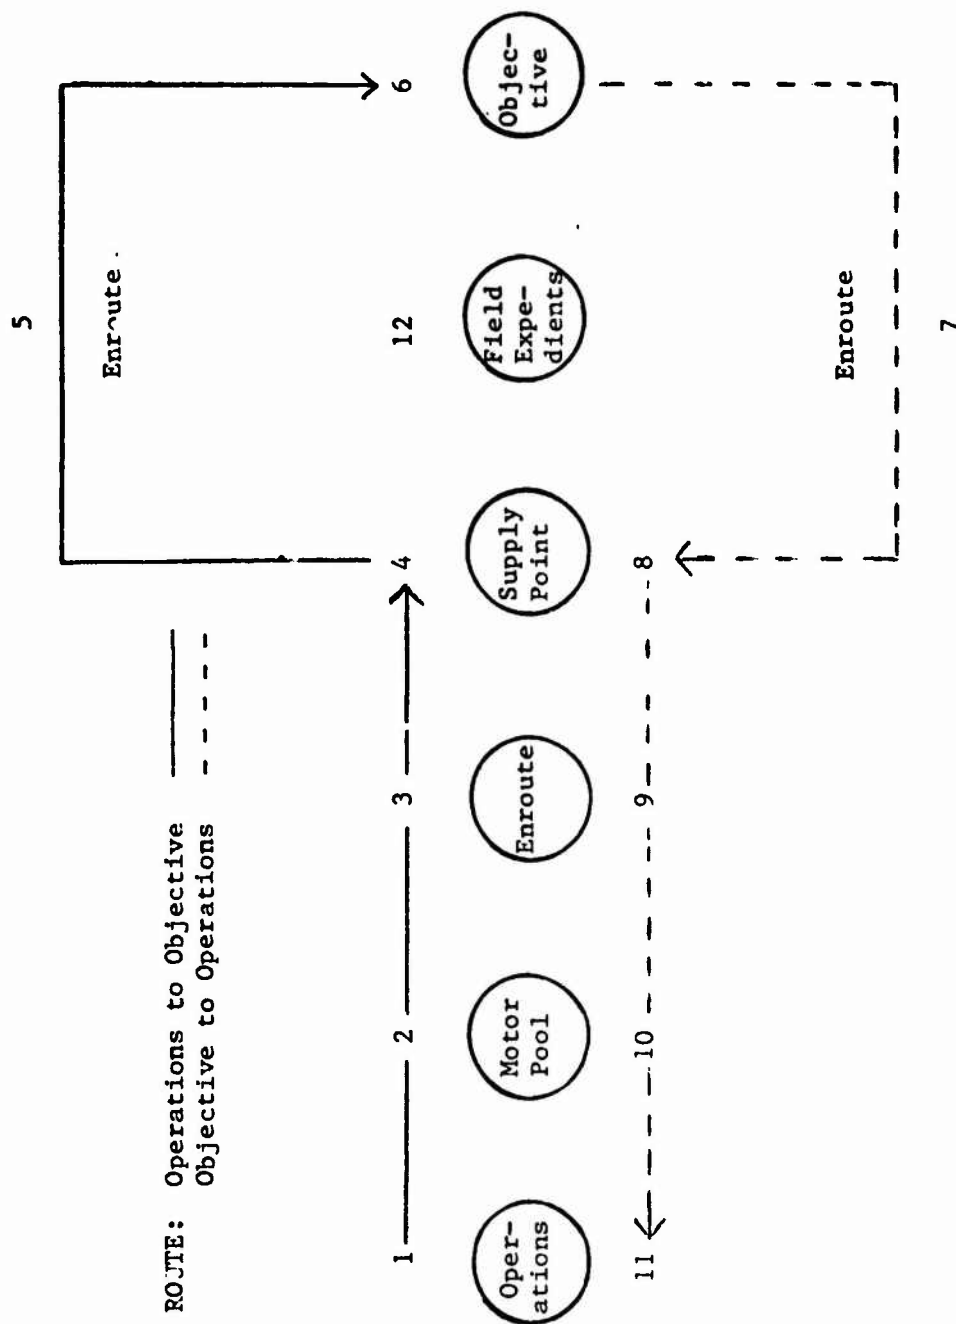 5
Enroute
ROUTE: Operations to Objective
Objective to Operations
1 2 3 4 12 6
Oper-
ations
Motor
Pool
Enroute
Supply
Point
Field
Expe-
dients
Objec-
tive
11 10 9 8
Enroute
7